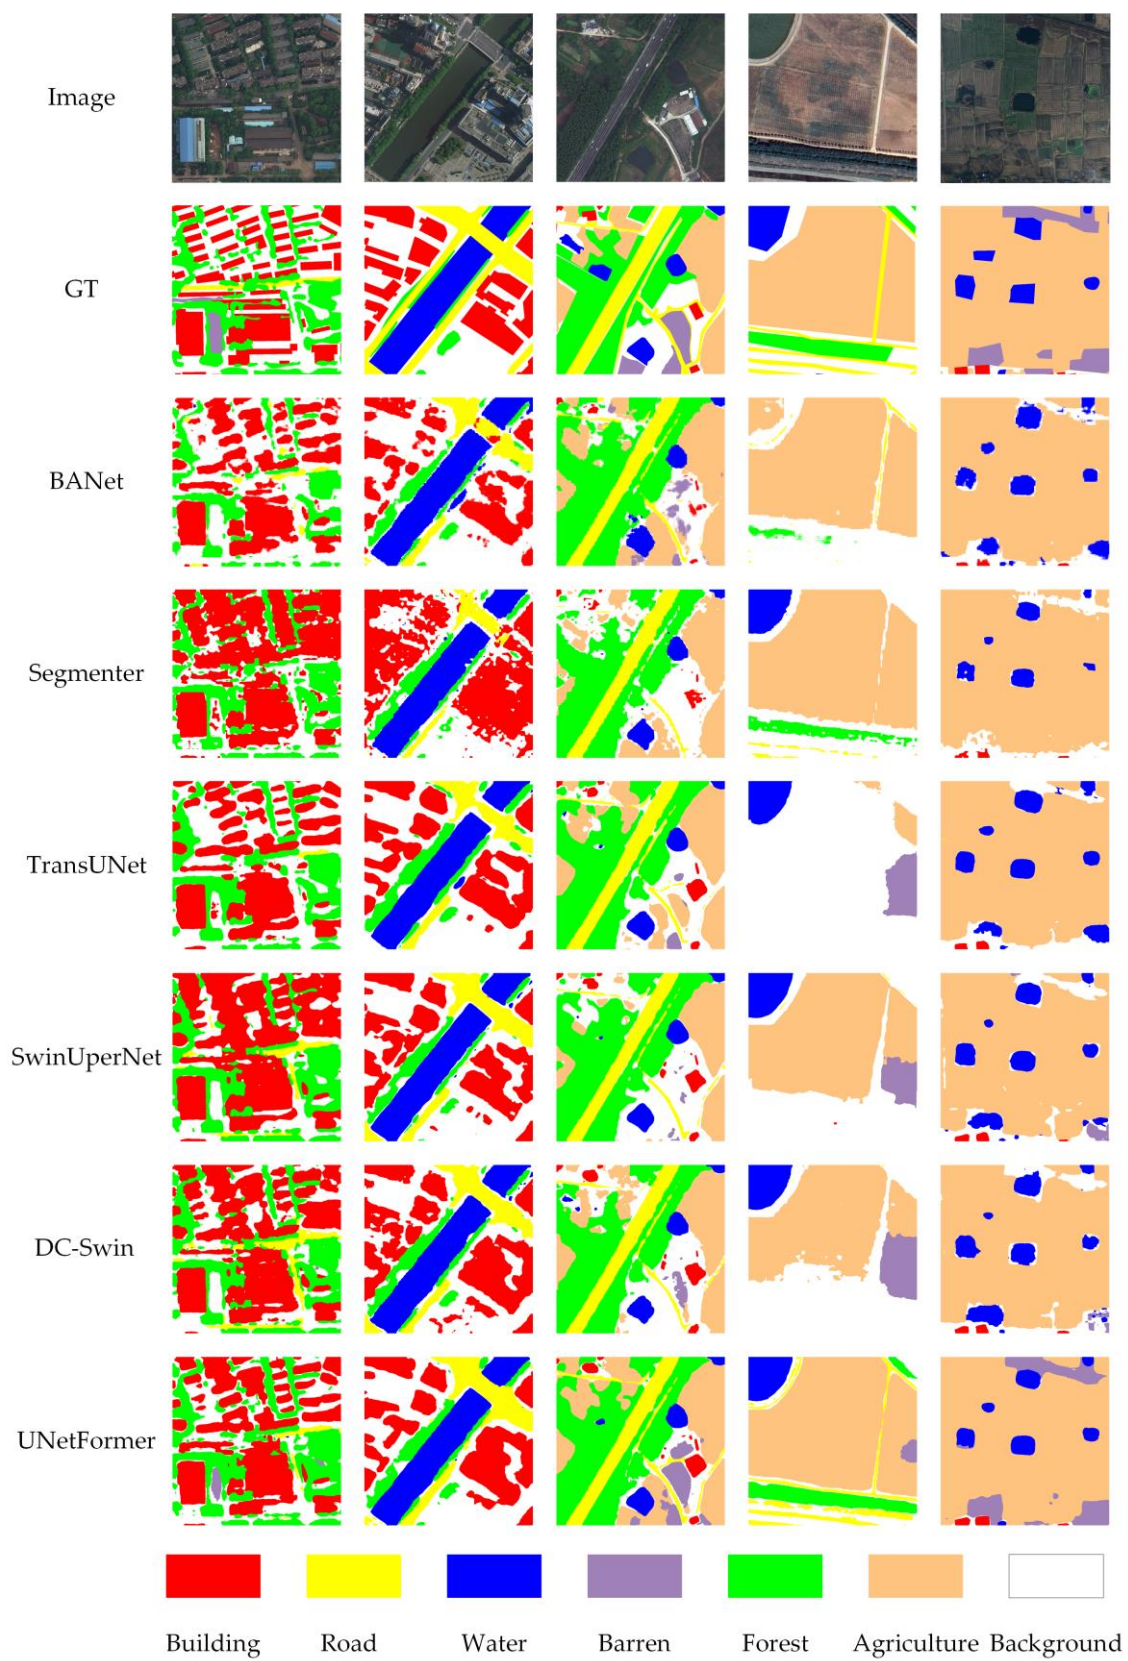 Image
GT
BANet
Segmenter
TransUNet
SwinUperNet
DC-Swin
UNetFormer
Building Road Water Barren Forest Agriculture Background